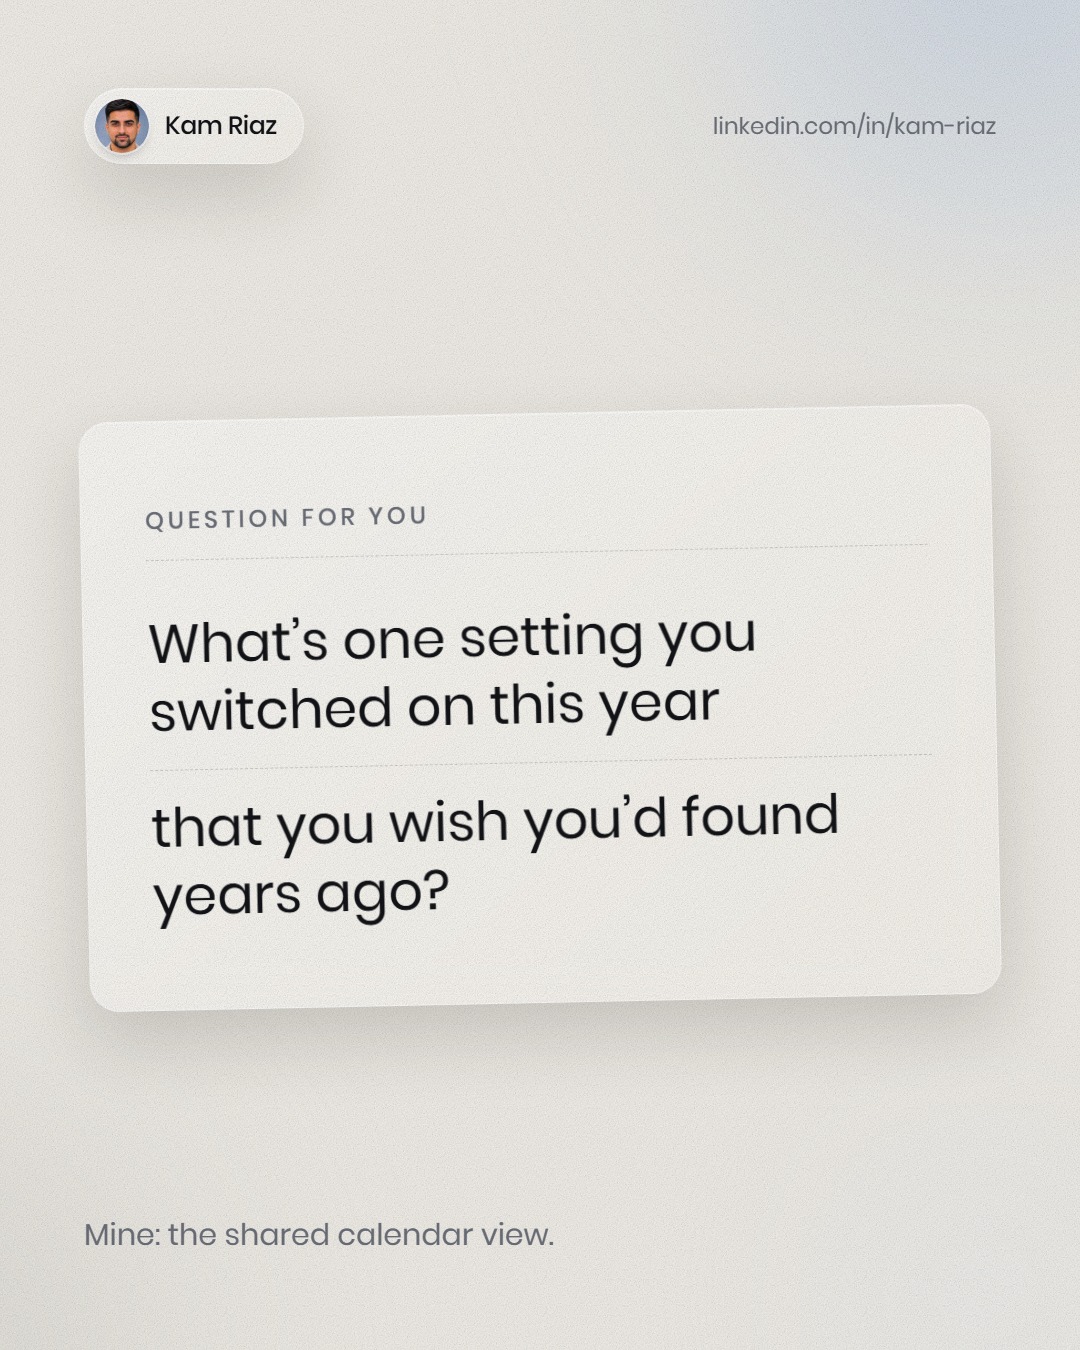 Kam Riaz
linkedin.com/in/kam-riaz
QUESTION FOR YOU
What’s one setting you
switched on this year
that you wish you’d found
years ago?
Mine: the shared calendar view.